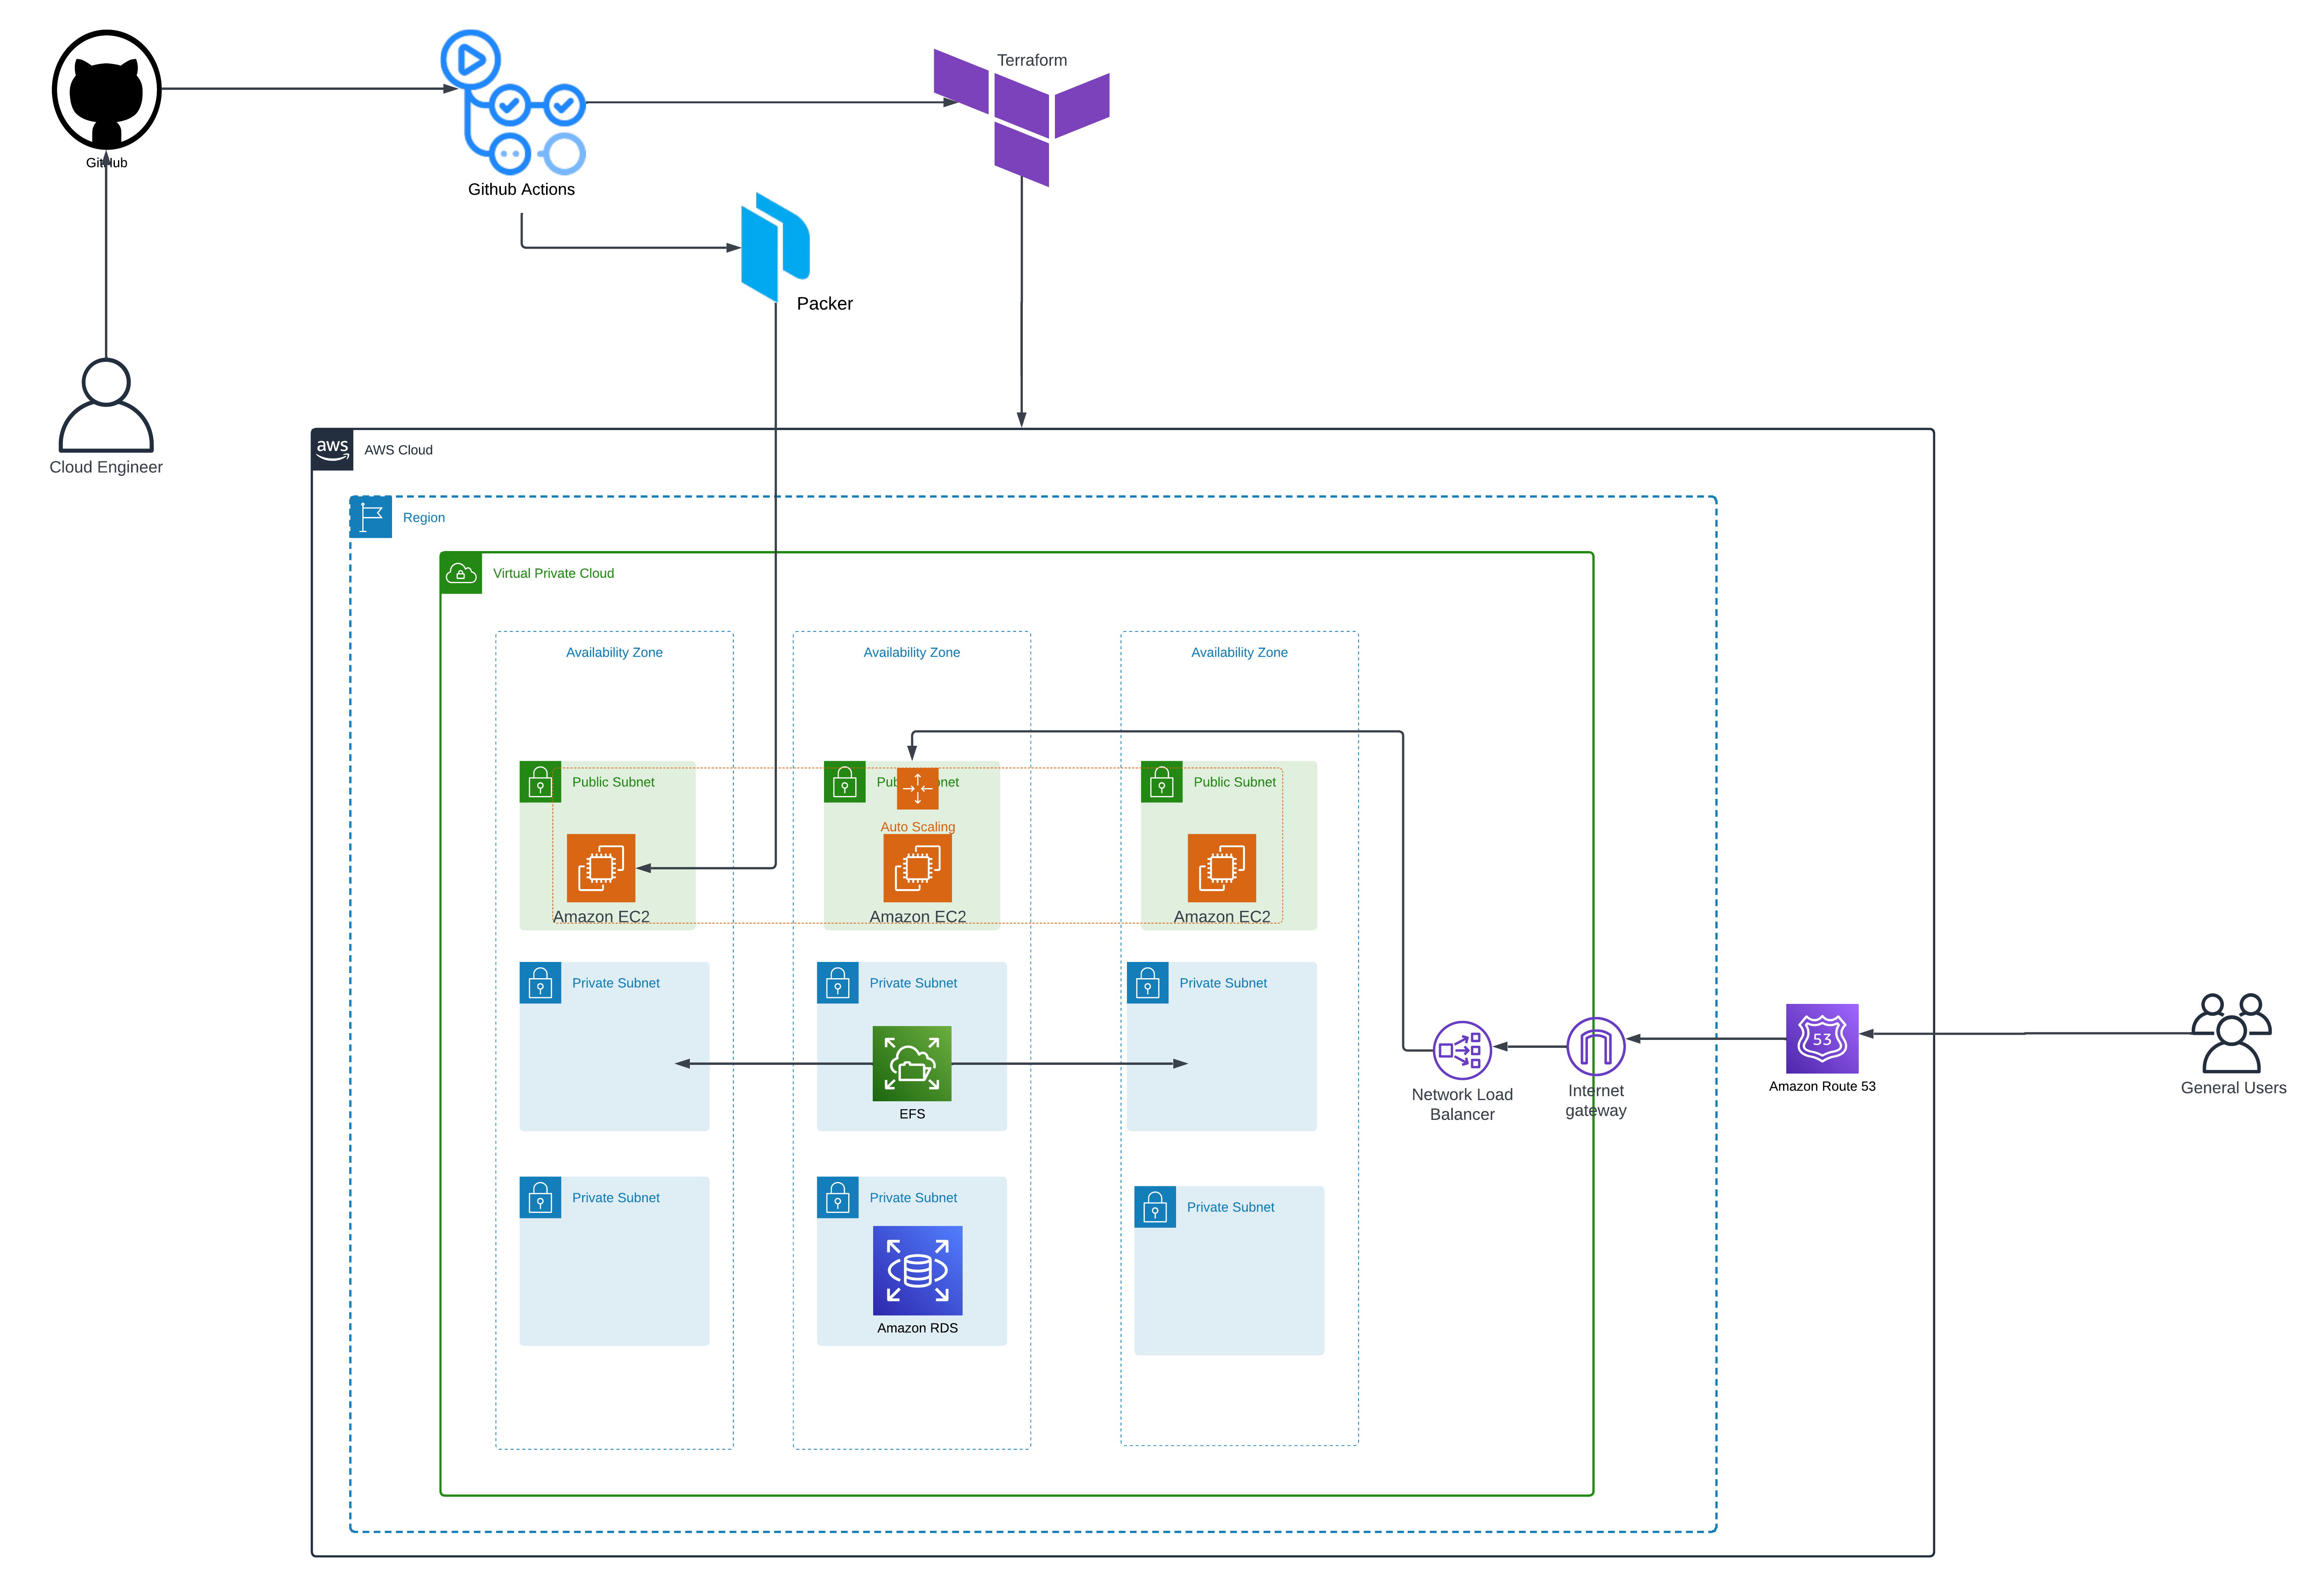 Terraform
GitHub
Github Actions
Packer
Cloud Engineer
aws
AWS Cloud
Region
Virtual Private Cloud
Availability Zone
Availability Zone
Availability Zone
Public Subnet
Public Subnet
Public Subnet
Auto Scaling
Amazon EC2
Amazon EC2
Amazon EC2
Private Subnet
Private Subnet
Private Subnet
EFS
Network Load
Balancer
Internet
gateway
53
Amazon Route 53
General Users
Private Subnet
Private Subnet
Private Subnet
Amazon RDS